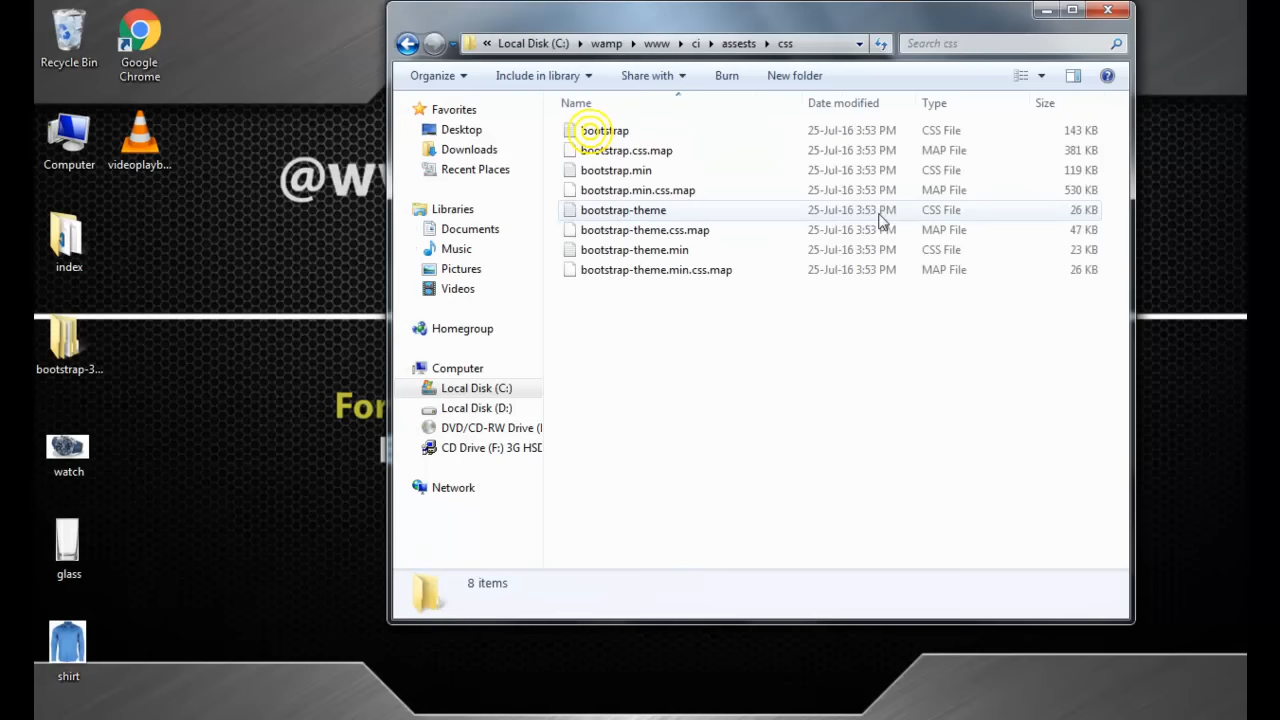 Recycle Bin
Google
Chrome
Computer
videoplayb...
index
bootstrap-3...
watch
glass
shirt
@w
For
« Local Disk (C:) wamp www ci assests css
Search css
Organize Include in library Share with Burn New folder
Favorites
Desktop
Downloads
Recent Places
Libraries
Documents
Music
Pictures
Videos
Homegroup
Computer
Local Disk (C:)
Local Disk (D:)
DVD/CD-RW Drive (
CD Drive (F:) 3G HSD
Network
Name Date modified Type Size
bootstrap 25-Jul-16 3:53 PM CSS File 143 KB
bootstrap.css.map 25-Jul-16 3:53 PM MAP File 381 KB
bootstrap.min 25-Jul-16 3:53 PM CSS File 119 KB
bootstrap.min.css.map 25-Jul-16 3:53 PM MAP File 530 KB
bootstrap-theme 25-Jul-16 3:53 PM CSS File 26 KB
bootstrap-theme.css.map 25-Jul-16 3:53 PM MAP File 47 KB
bootstrap-theme.min 25-Jul-16 3:53 PM CSS File 23 KB
bootstrap-theme.min.css.map 25-Jul-16 3:53 PM MAP File 26 KB
8 items